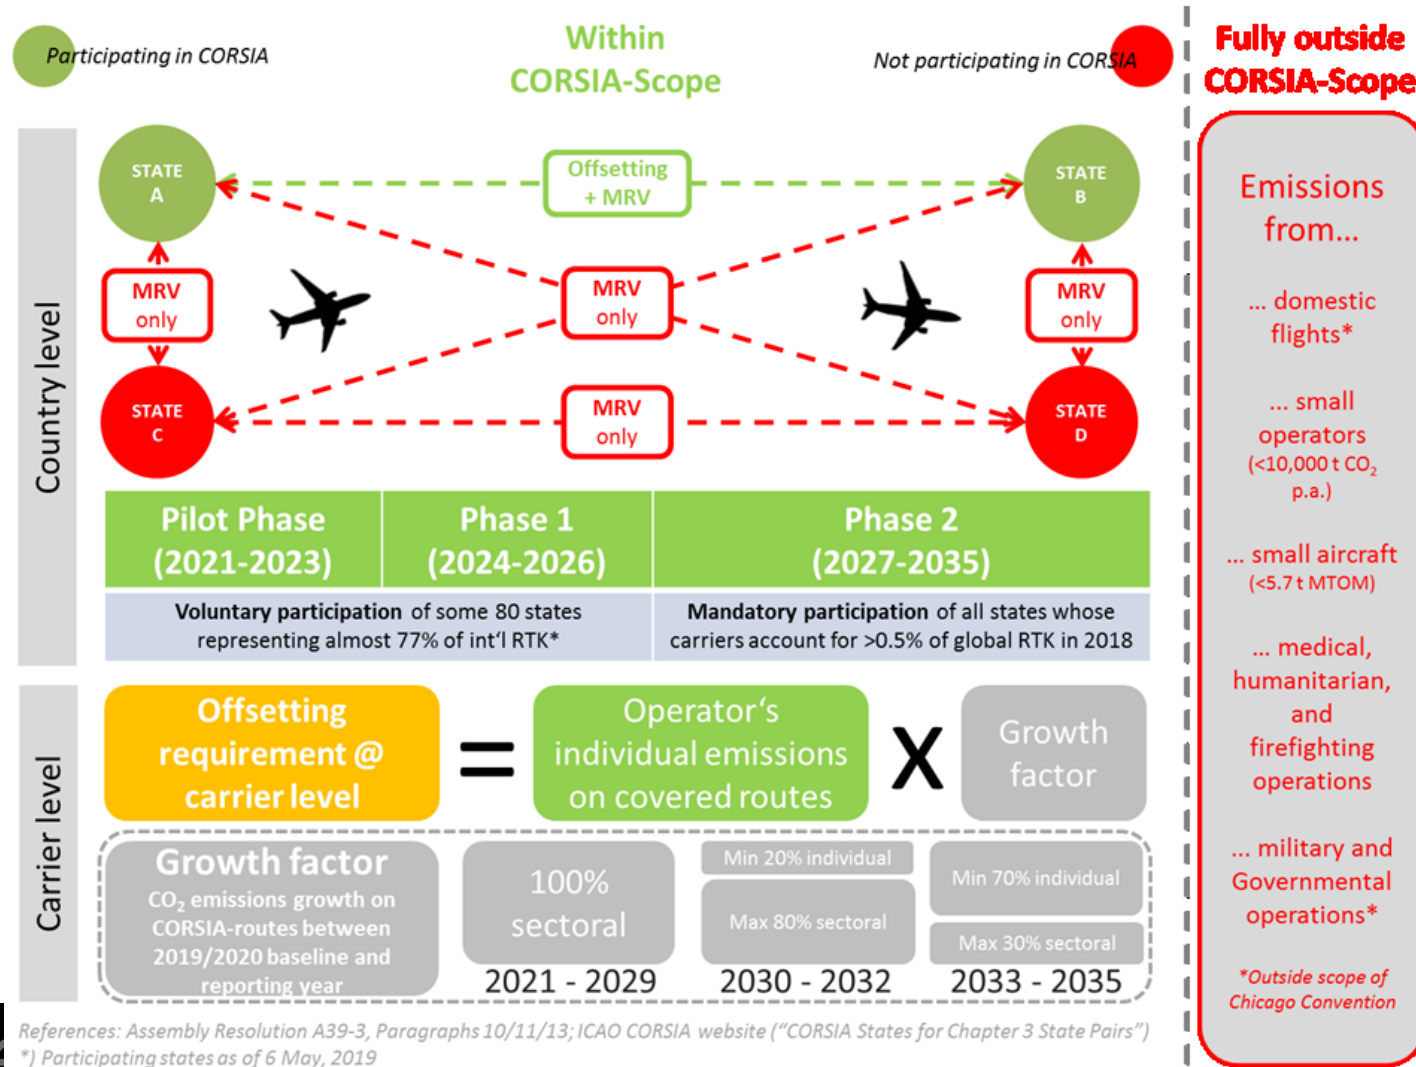 Participating in CORSIA
Within
CORSIA-Scope
Not participating in CORSIA
Fully outside
CORSIA-Scope
Country level
STATE
A
Offsetting
+ MRV
STATE
B
MRV
only
MRV
only
MRV
only
STATE
C
MRV
only
STATE
D
Pilot Phase
(2021-2023)
Phase 1
(2024-2026)
Phase 2
(2027-2035)
Voluntary participation of some 80 states
representing almost 77% of int‘l RTK*
Mandatory participation of all states whose
carriers account for >0.5% of global RTK in 2018
Carrier level
Offsetting
requirement @
carrier level
=
Operator‘s
individual emissions
on covered routes
X
Growth
factor
Growth factor
CO₂ emissions growth on
CORSIA-routes between
2019/2020 baseline and
reporting year
100%
sectoral
2021 - 2029
Min 20% individual
Max 80% sectoral
2030 - 2032
Min 70% individual
Max 30% sectoral
2033 - 2035
Emissions
from...
... domestic
flights*
... small
operators
(<10,000 t CO₂
p.a.)
... small aircraft
(<5.7 t MTOM)
... medical,
humanitarian,
and
firefighting
operations
... military and
Governmental
operations*
*Outside scope of
Chicago Convention
References: Assembly Resolution A39-3, Paragraphs 10/11/13; ICAO CORSIA website (“CORSIA States for Chapter 3 State Pairs”)
*) Participating states as of 6 May, 2019